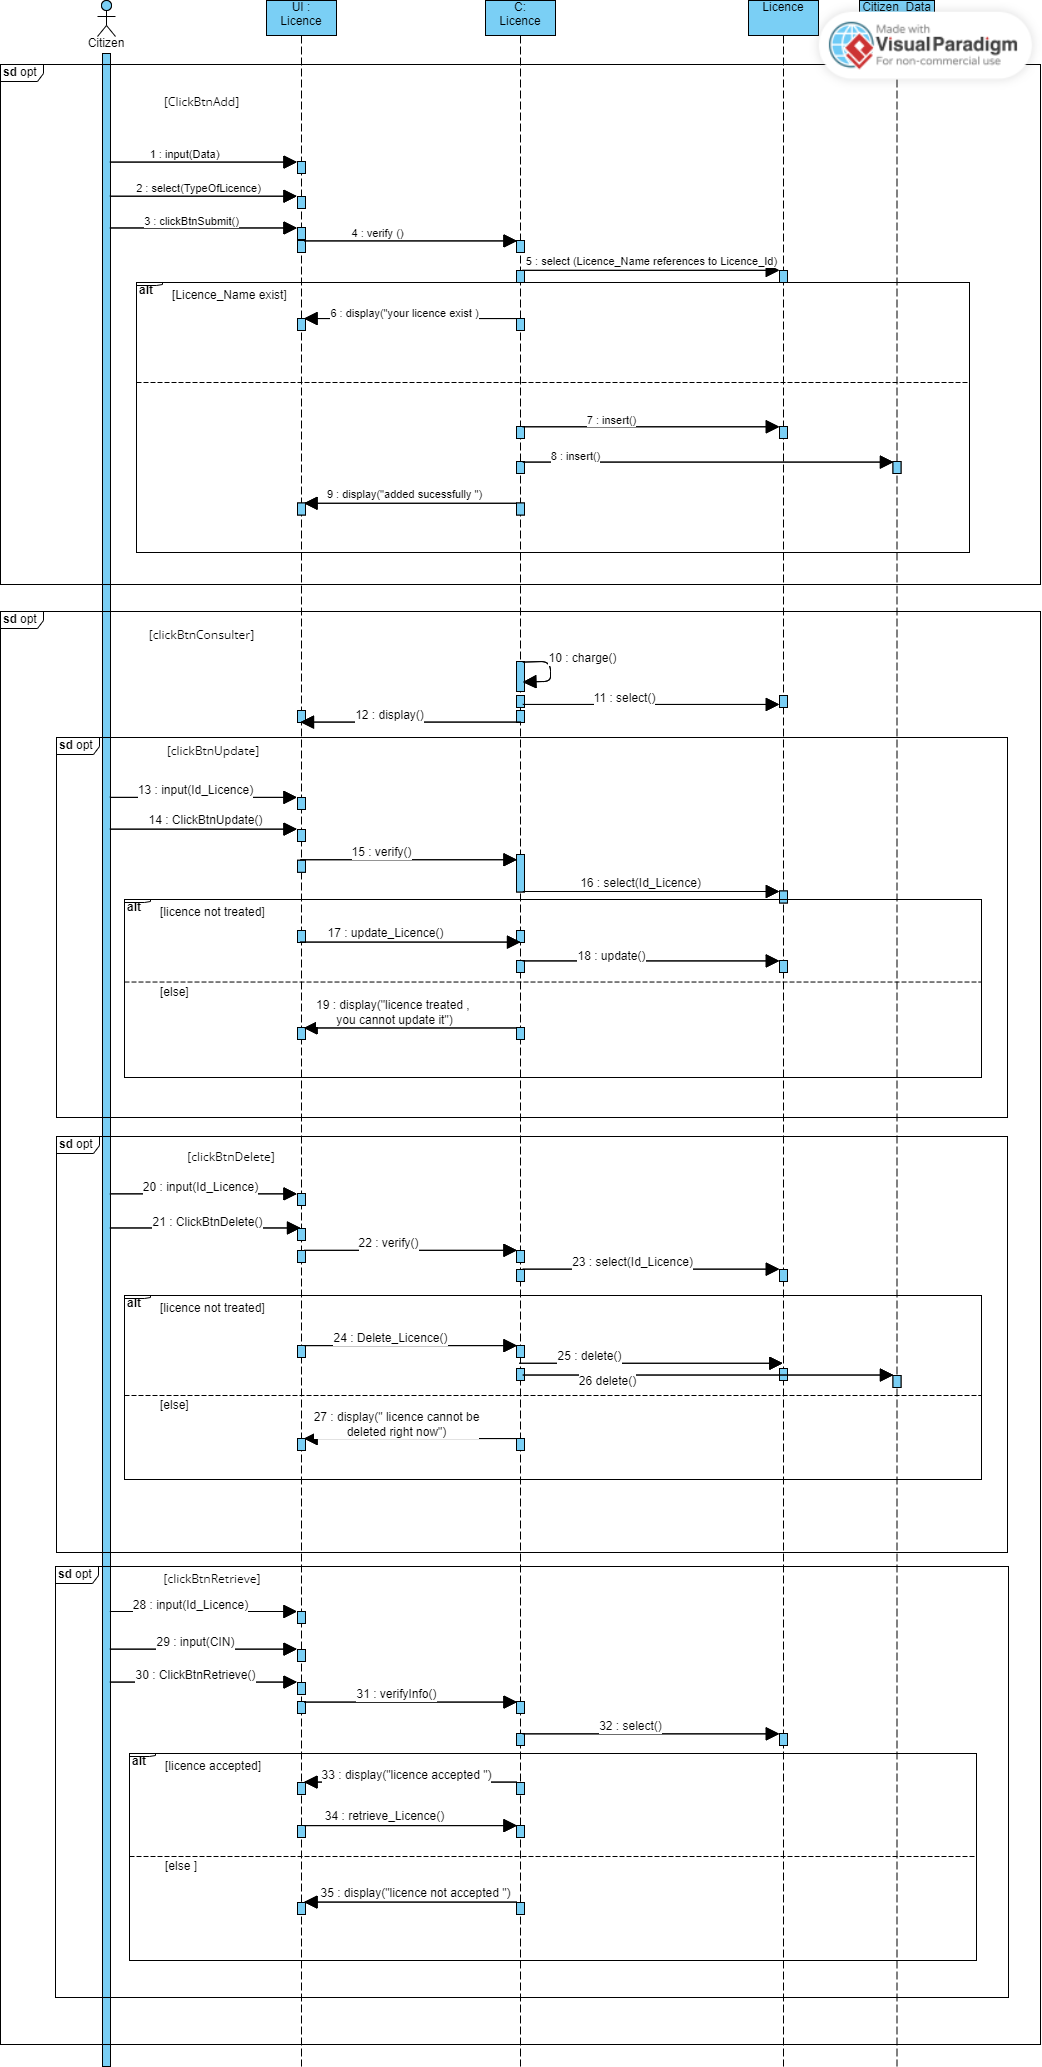 UI :
Licence
C:
Licence
Licence
Citizen_Data
Made with
Visual Paradigm
For non-commercial use
Citizen
sd opt
[ClickBtnAdd]
1 : input(Data)
2 : select(TypeOfLicence)
3 : clickBtnSubmit()
4 : verify ()
5 : select (Licence_Name references to Licence_Id)
alt
[Licence_Name exist]
6 : display("your licence exist )
7 : insert()
8 : insert()
9 : display("added sucessfully ")
sd opt
[clickBtnConsulter]
10 : charge()
11 : select()
12 : display()
sd opt
[clickBtnUpdate]
13 : input(Id_Licence)
14 : ClickBtnUpdate()
15 : verify()
16 : select(Id_Licence)
alt
[licence not treated]
17 : update_Licence()
18 : update()
[else]
19 : display("licence treated ,
you cannot update it")
sd opt
[clickBtnDelete]
20 : input(Id_Licence)
21 : ClickBtnDelete()
22 : verify()
23 : select(Id_Licence)
alt
[licence not treated]
24 : Delete_Licence()
25 : delete()
26 delete()
[else]
27 : display(" licence cannot be
deleted right now")
sd opt
[clickBtnRetrieve]
28 : input(Id_Licence)
29 : input(CIN)
30 : ClickBtnRetrieve()
31 : verifyInfo()
32 : select()
alt
[licence accepted]
33 : display("licence accepted ")
34 : retrieve_Licence()
[else ]
35 : display("licence not accepted ")